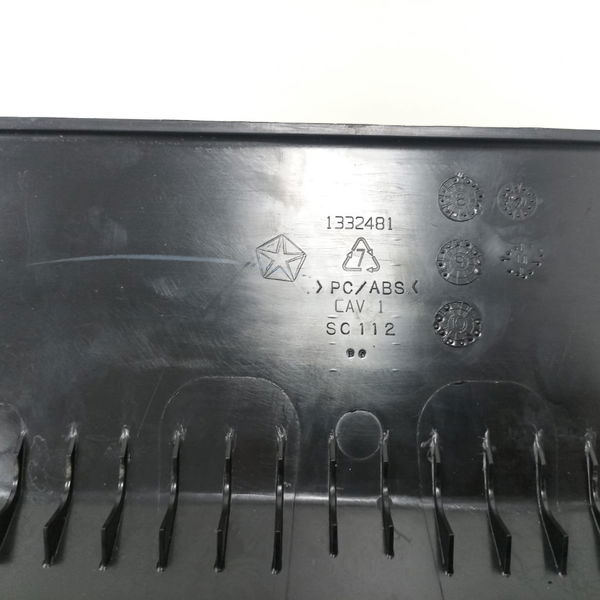 1332481
7
>PC/ABS<
CAV 1
SC112